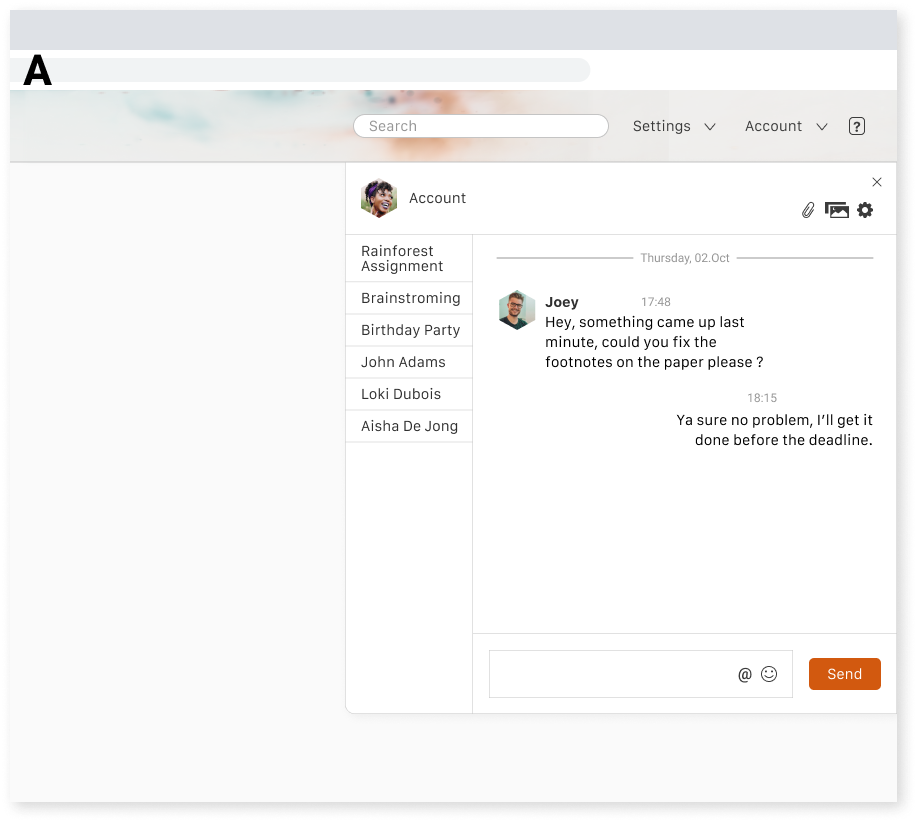 A
Search
Settings
Account
?
Account
Rainforest
Assignment
Brainstroming
Birthday Party
John Adams
Loki Dubois
Aisha De Jong
Thursday, 02.Oct
Joey 17:48
Hey, something came up last
minute, could you fix the
footnotes on the paper please ?
18:15
Ya sure no problem, I’ll get it
done before the deadline.
@
Send